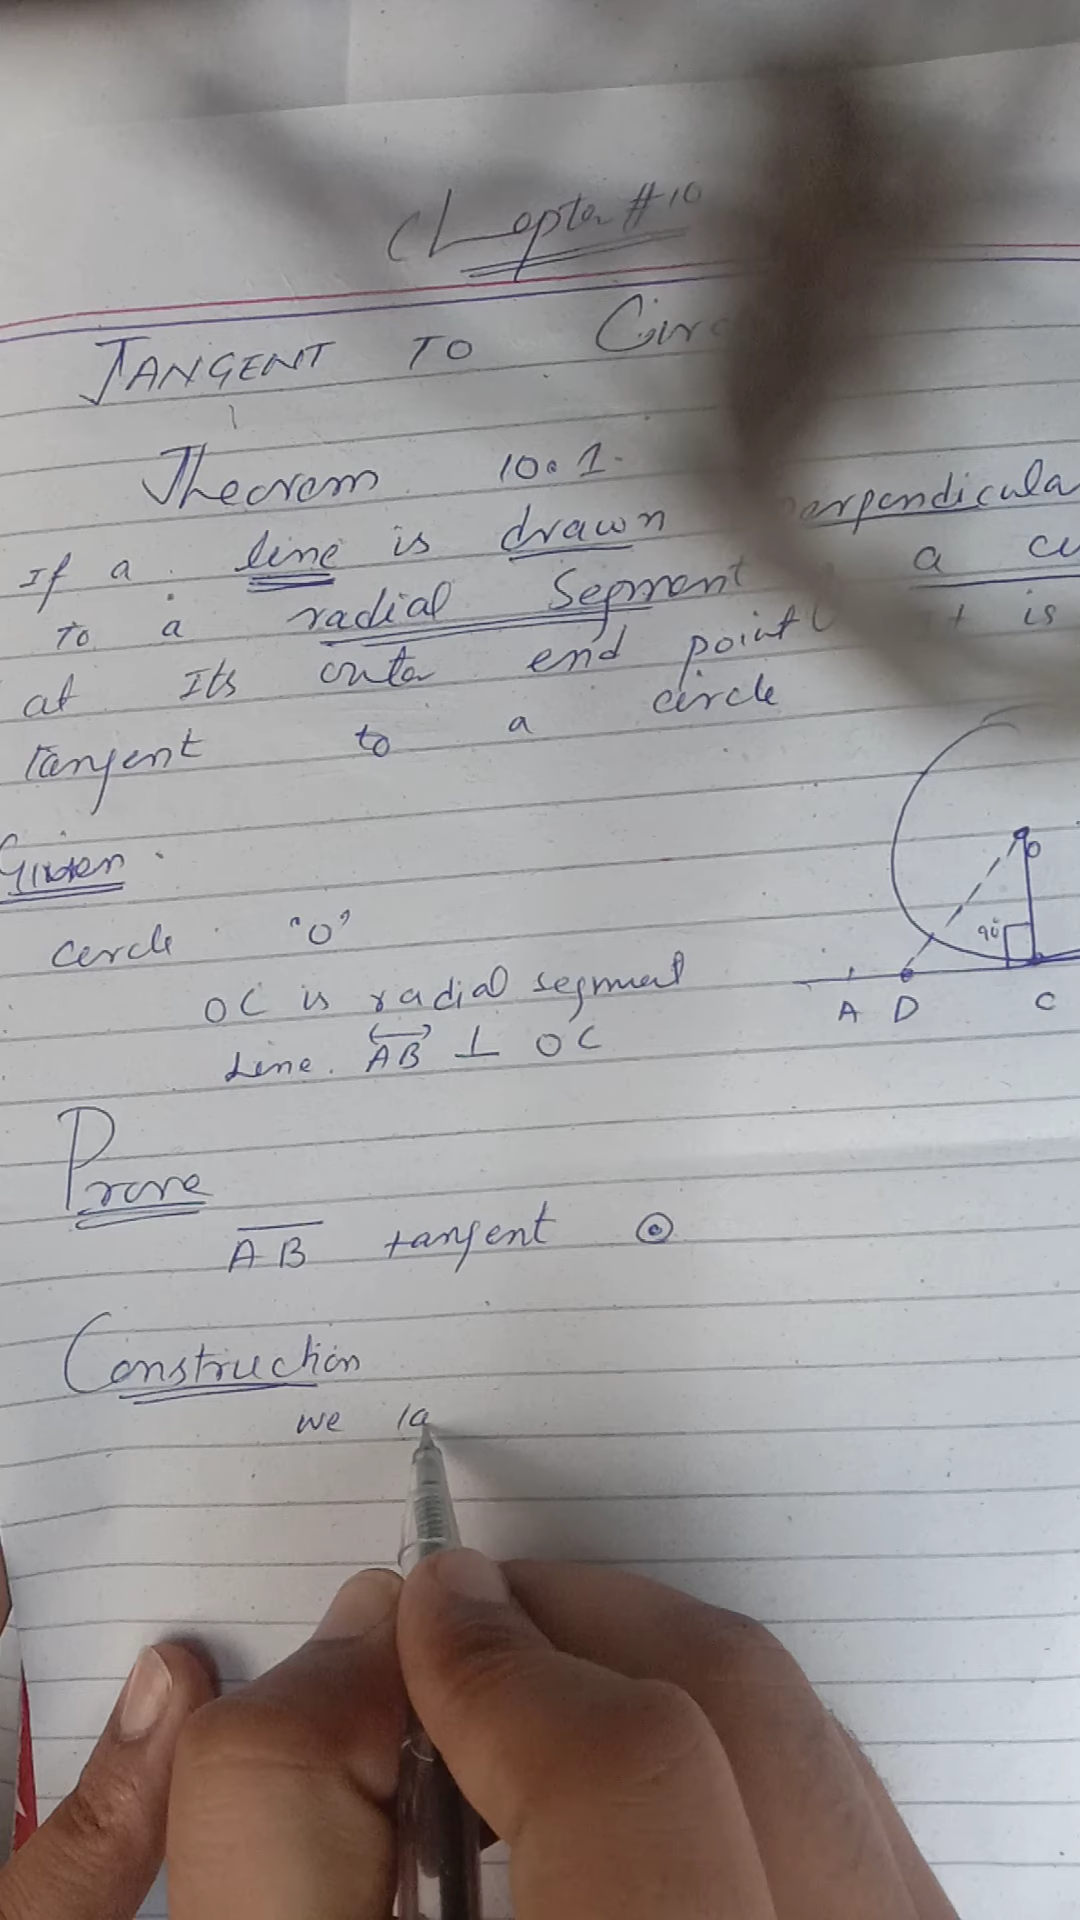 Chapter #10
TANGENT TO
Theorem 10.1.
If a line is drawn
to a radial Segment a
at Its outer end point is
tangent to a circle
Given
O
90°
A D C
Circle "O"
OC is radial segment
Line. AB ⊥ OC
Prove
AB tangent ⊙
Construction
we